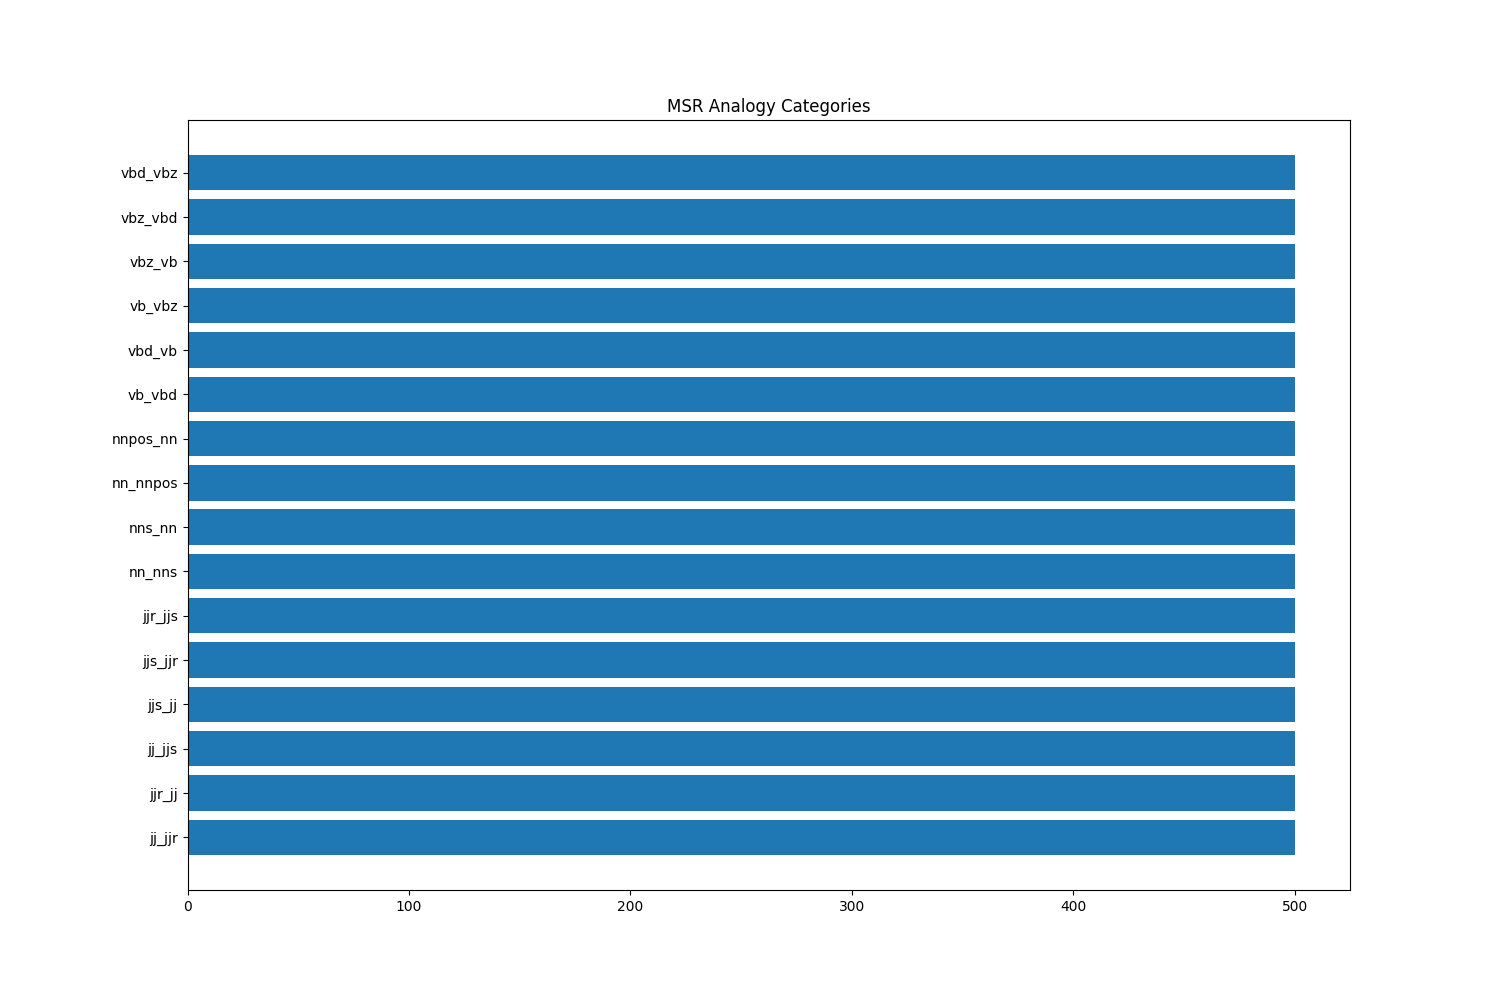 MSR Analogy Categories
vbd_vbz
vbz_vbd
vbz_vb
vb_vbz
vbd_vb
vb_vbd
nnpos_nn
nn_nnpos
nns_nn
nn_nns
jjr_jjs
jjs_jjr
jjs_jj
jj_jjs
jjr_jj
jj_jjr
0 100 200 300 400 500